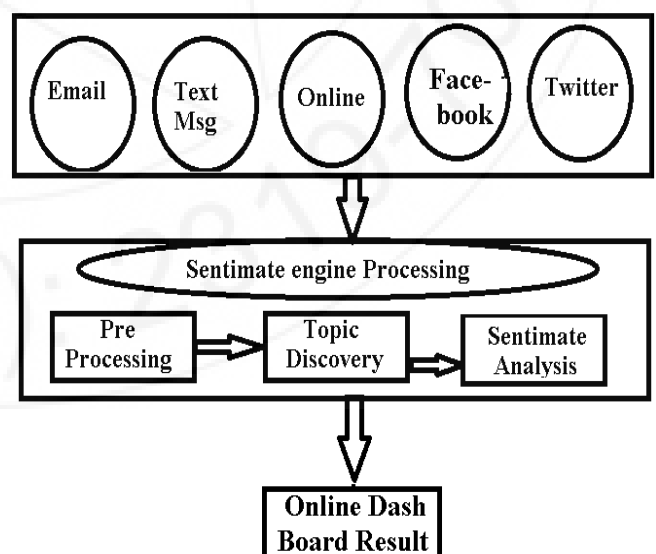 Email
Text
Msg
Online
Face-
book
Twitter
Sentimate engine Processing
Pre
Processing
Topic
Discovery
Sentimate
Analysis
Online Dash
Board Result